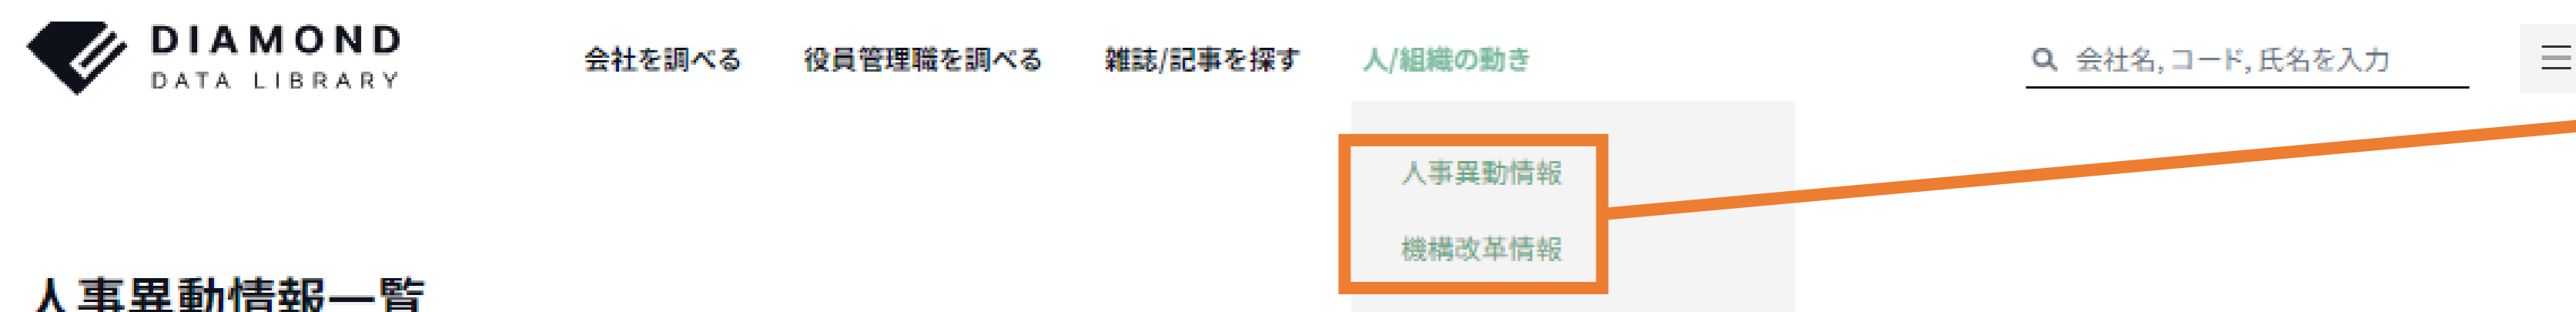 DIAMOND
DATA LIBRARY
会社を調べる 役員管理職を調べる 雑誌/記事を探す 人/組織の動き
会社名, コード, 氏名を入力
人事異動情報
機構改革情報
人事異動情報一覧